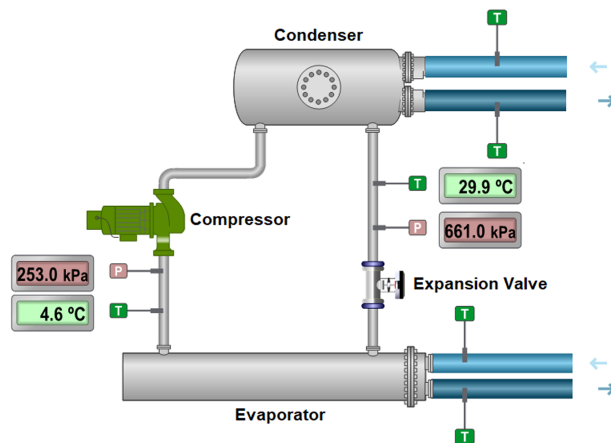 Condenser
T
T
T
29.9 ºC
P
661.0 kPa
Compressor
253.0 kPa
P
4.6 ºC
T
Expansion Valve
T
T
Evaporator